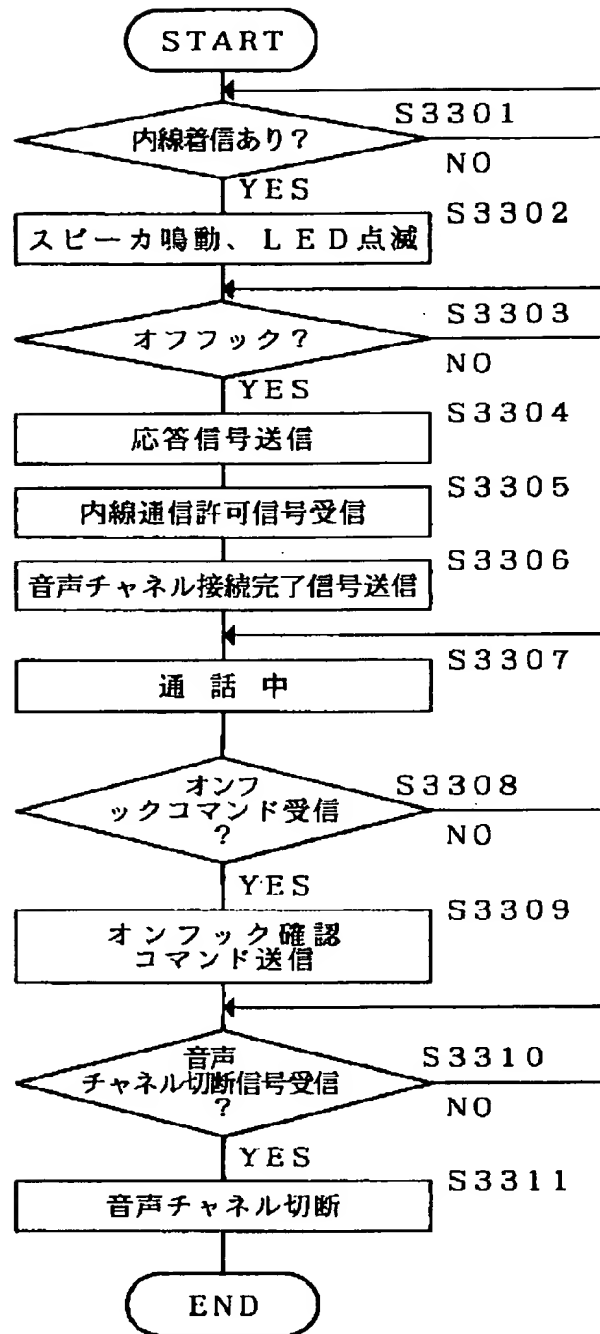 START
S3301
内線着信あり?
NO
YES
S3302
スピーカ鳴動、LED点滅
S3303
オフフック?
NO
YES
S3304
応答信号送信
S3305
内線通信許可信号受信
S3306
音声チャネル接続完了信号送信
S3307
通話中
S3308
オンフ
ックコマンド受信
?
NO
YES
S3309
オンフック確認
コマンド送信
S3310
音声
チャネル切断信号受信
?
NO
YES
S3311
音声チャネル切断
END